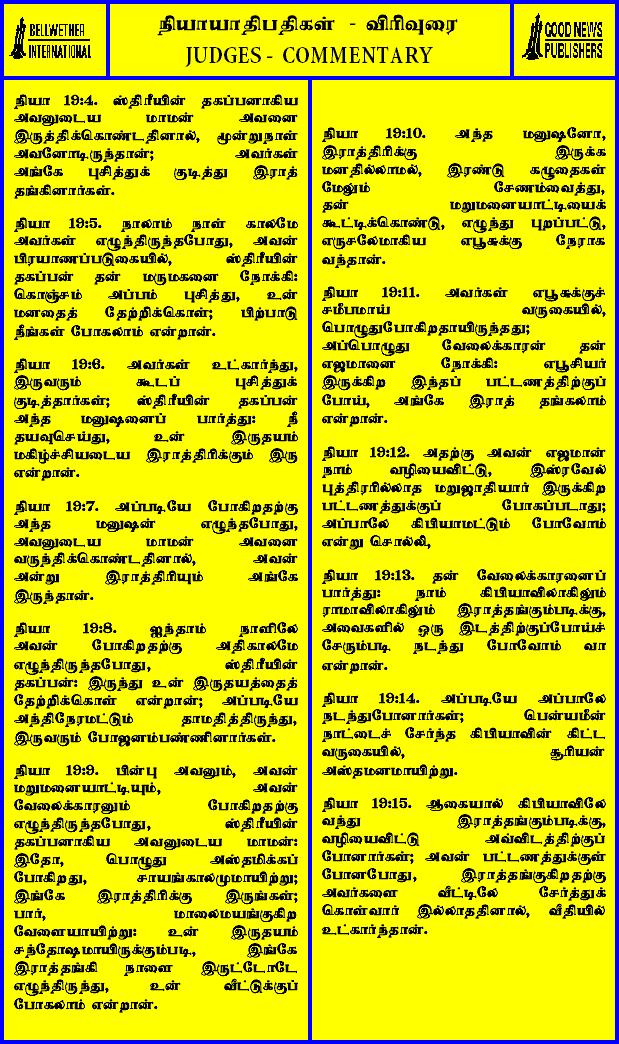 BELLWETHER
INTERNATIONAL
நியாயாதிபதிகள் - விரிவுரை
JUDGES - COMMENTARY
GOOD NEWS
PUBLISHERS
நியா 19:4. ஸ்திரீயின் தகப்பனாகிய
அவனுடைய மாமன் அவனை
இருத்திக்கொண்டதினால், மூன்றுநாள்
அவனோடிருந்தான்; அவர்கள்
அங்கே புசித்துக் குடித்து இராத்
தங்கினார்கள்.
நியா 19:5. நாலாம் நாள் காலமே
அவர்கள் எழுந்திருந்தபோது, அவன்
பிரயாணப்படுகையில், ஸ்திரீயின்
தகப்பன் தன் மருமகனை நோக்கி:
கொஞ்சம் அப்பம் புசித்து, உன்
மனதைத் தேற்றிக்கொள்; பிற்பாடு
நீங்கள் போகலாம் என்றான்.
நியா 19:6. அவர்கள் உட்கார்ந்து,
இருவரும் கூடப் புசித்துக்
குடித்தார்கள்; ஸ்திரீயின் தகப்பன்
அந்த மனுஷனைப் பார்த்து: நீ
தயவுசெய்து, உன் இருதயம்
மகிழ்ச்சியடைய இராத்திரிக்கும் இரு
என்றான்.
நியா 19:7. அப்படியே போகிறதற்கு
அந்த மனுஷன் எழுந்தபோது,
அவனுடைய மாமன் அவனை
வருந்திக்கொண்டதினால், அவன்
அன்று இராத்திரியும் அங்கே
இருந்தான்.
நியா 19:8. ஐந்தாம் நாளிலே
அவன் போகிறதற்கு அதிகாலமே
எழுந்திருந்தபோது, ஸ்திரீயின்
தகப்பன்: இருந்து உன் இருதயத்தைத்
தேற்றிக்கொள் என்றான்; அப்படியே
அந்திநேரமட்டும் தாமதித்திருந்து,
இருவரும் போஜனம்பண்ணினார்கள்.
நியா 19:9. பின்பு அவனும், அவன்
மறுமனையாட்டியும், அவன்
வேலைக்காரனும் போகிறதற்கு
எழுந்திருந்தபோது, ஸ்திரீயின்
தகப்பனாகிய அவனுடைய மாமன்:
இதோ, பொழுது அஸ்தமிக்கப்
போகிறது, சாயங்காலமுமாயிற்று;
இங்கே இராத்திரிக்கு இருங்கள்;
பார், மாலைமயங்குகிற
வேளையாயிற்று: உன் இருதயம்
சந்தோஷமாயிருக்கும்படி, இங்கே
இராத்தங்கி நாளை இருட்டோடே
எழுந்திருந்து, உன் வீட்டுக்குப்
போகலாம் என்றான்.
நியா 19:10. அந்த மனுஷனோ,
இராத்திரிக்கு இருக்க
மனதில்லாமல், இரண்டு கழுதைகள்
மேலும் சேணம்வைத்து,
தன் மறுமனையாட்டியைக்
கூட்டிக்கொண்டு, எழுந்து புறப்பட்டு,
எருசலேமாகிய எபூசுக்கு நேராக
வந்தான்.
நியா 19:11. அவர்கள் எபூசுக்குச்
சமீபமாய் வருகையில்,
பொழுதுபோகிறதாயிருந்தது;
அப்பொழுது வேலைக்காரன் தன்
எஜமானை நோக்கி: எபூசியர்
இருக்கிற இந்தப் பட்டணத்திற்குப்
போய், அங்கே இராத் தங்கலாம்
என்றான்.
நியா 19:12. அதற்கு அவன் எஜமான்
நாம் வழியைவிட்டு, இஸ்ரவேல்
புத்திரரில்லாத மறுஜாதியார் இருக்கிற
பட்டணத்துக்குப் போகப்படாது;
அப்பாலே கிபியாமட்டும் போவோம்
என்று சொல்லி,
நியா 19:13. தன் வேலைக்காரனைப்
பார்த்து: நாம் கிபியாவிலாகிலும்
ராமாவிலாகிலும் இராத்தங்கும்படிக்கு,
அவைகளில் ஒரு இடத்திற்குப்போய்ச்
சேரும்படி நடந்து போவோம் வா
என்றான்.
நியா 19:14. அப்படியே அப்பாலே
நடந்துபோனார்கள்; பென்யமீன்
நாட்டைச் சேர்ந்த கிபியாவின் கிட்ட
வருகையில், சூரியன்
அஸ்தமனமாயிற்று.
நியா 19:15. ஆகையால் கிபியாவிலே
வந்து இராத்தங்கும்படிக்கு,
வழியைவிட்டு அவ்விடத்திற்குப்
போனார்கள்; அவன் பட்டணத்துக்குள்
போனபோது, இராத்தங்குகிறதற்கு
அவர்களை வீட்டிலே சேர்த்துக்
கொள்வார் இல்லாததினால், வீதியில்
உட்கார்ந்தான்.